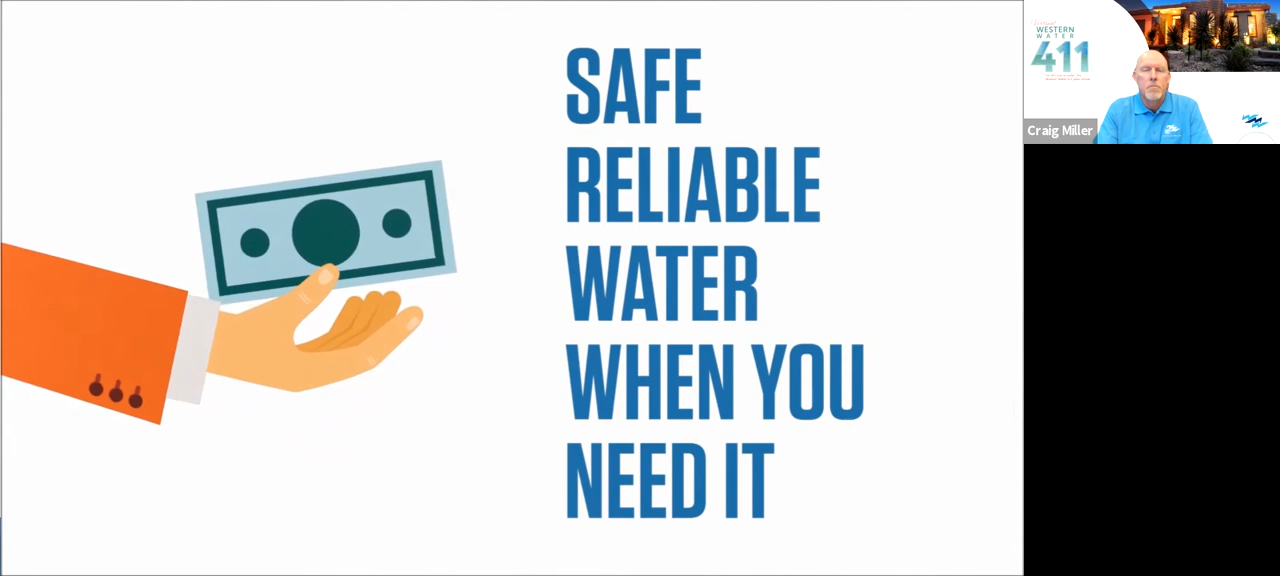 SAFE
RELIABLE
WATER
WHEN YOU
NEED IT
WESTERN
WATER
411
Craig Miller